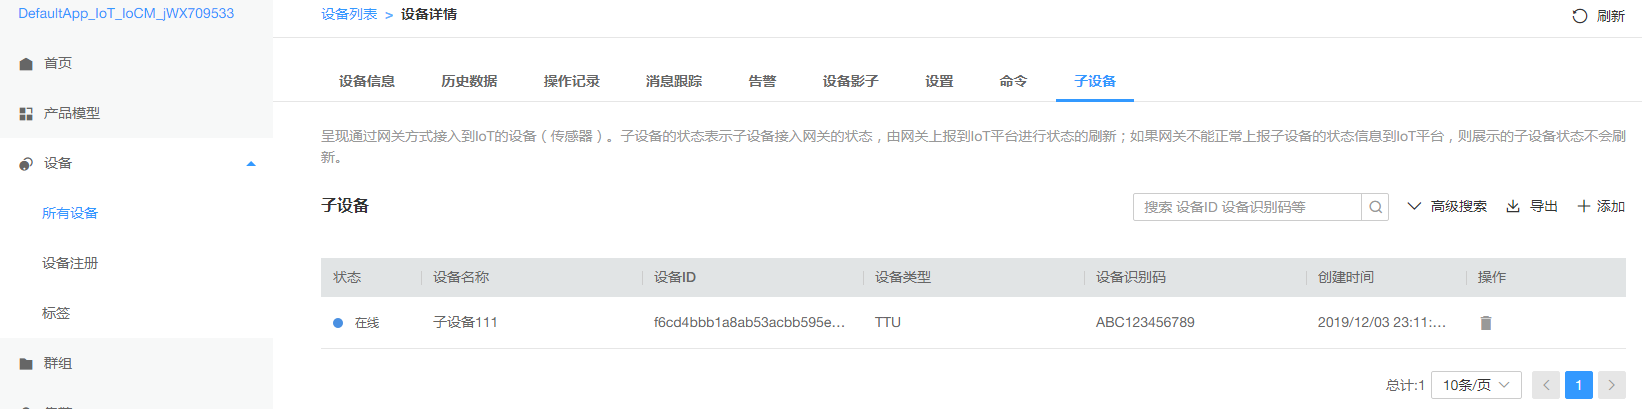 DefaultApp_IoT_IoCM_jWX709533
首页
产品模型
设备
所有设备
设备注册
标签
群组
设备列表 > 设备详情
刷新
设备信息 历史数据 操作记录 消息跟踪 告警 设备影子 设置 命令 子设备
呈现通过网关方式接入到IoT的设备（传感器）。子设备的状态表示子设备接入网关的状态，由网关上报到IoT平台进行状态的刷新；如果网关不能正常上报子设备的状态信息到IoT平台，则展示的子设备状态不会刷
新。
子设备
搜索 设备ID 设备识别码等
高级搜索 导出 添加
状态 设备名称 设备ID 设备类型 设备识别码 创建时间 操作
在线 子设备111 f6cd4bbb1a8ab53acbb595e... TTU ABC123456789 2019/12/03 23:11:...
总计:1 10条/页 < 1 >